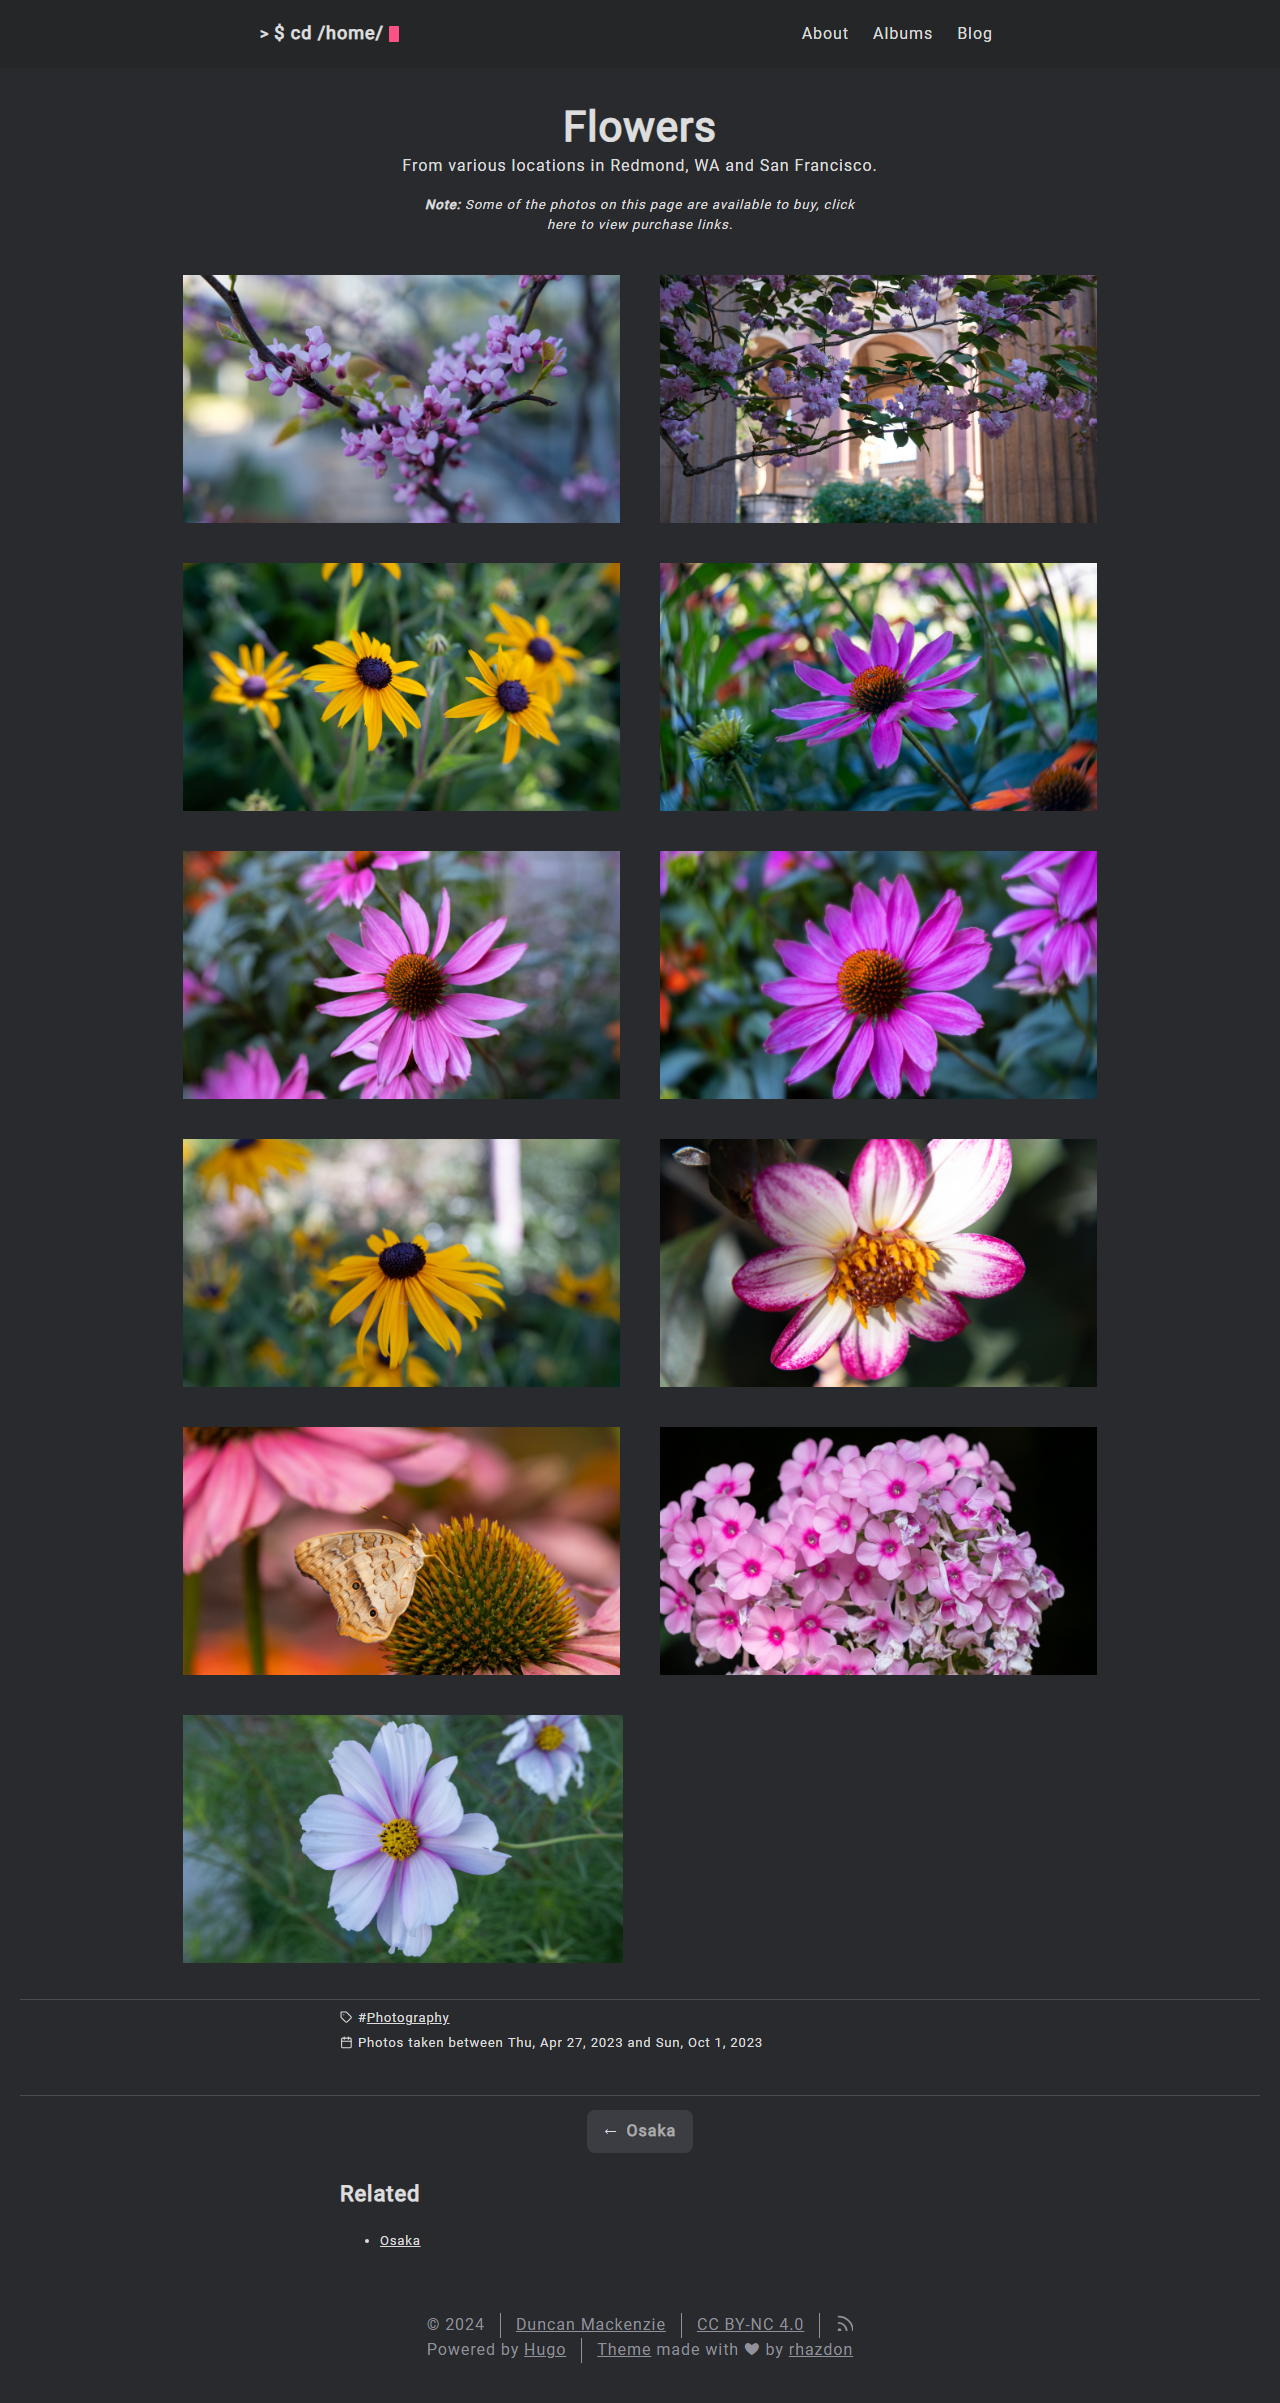 > $ cd /home/
About Albums Blog
Flowers
From various locations in Redmond, WA and San Francisco.
Note: Some of the photos on this page are available to buy, click
here to view purchase links.
#Photography
Photos taken between Thu, Apr 27, 2023 and Sun, Oct 1, 2023
← Osaka
Related
• Osaka
© 2024 Duncan Mackenzie CC BY-NC 4.0
Powered by Hugo Theme made with ♥ by rhazdon